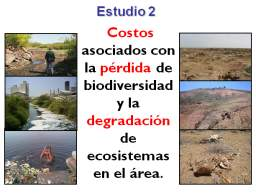 Estudio 2
Costos
asociados con
la pérdida de
biodiversidad
y la
degradación
de
ecosistemas
en el área.